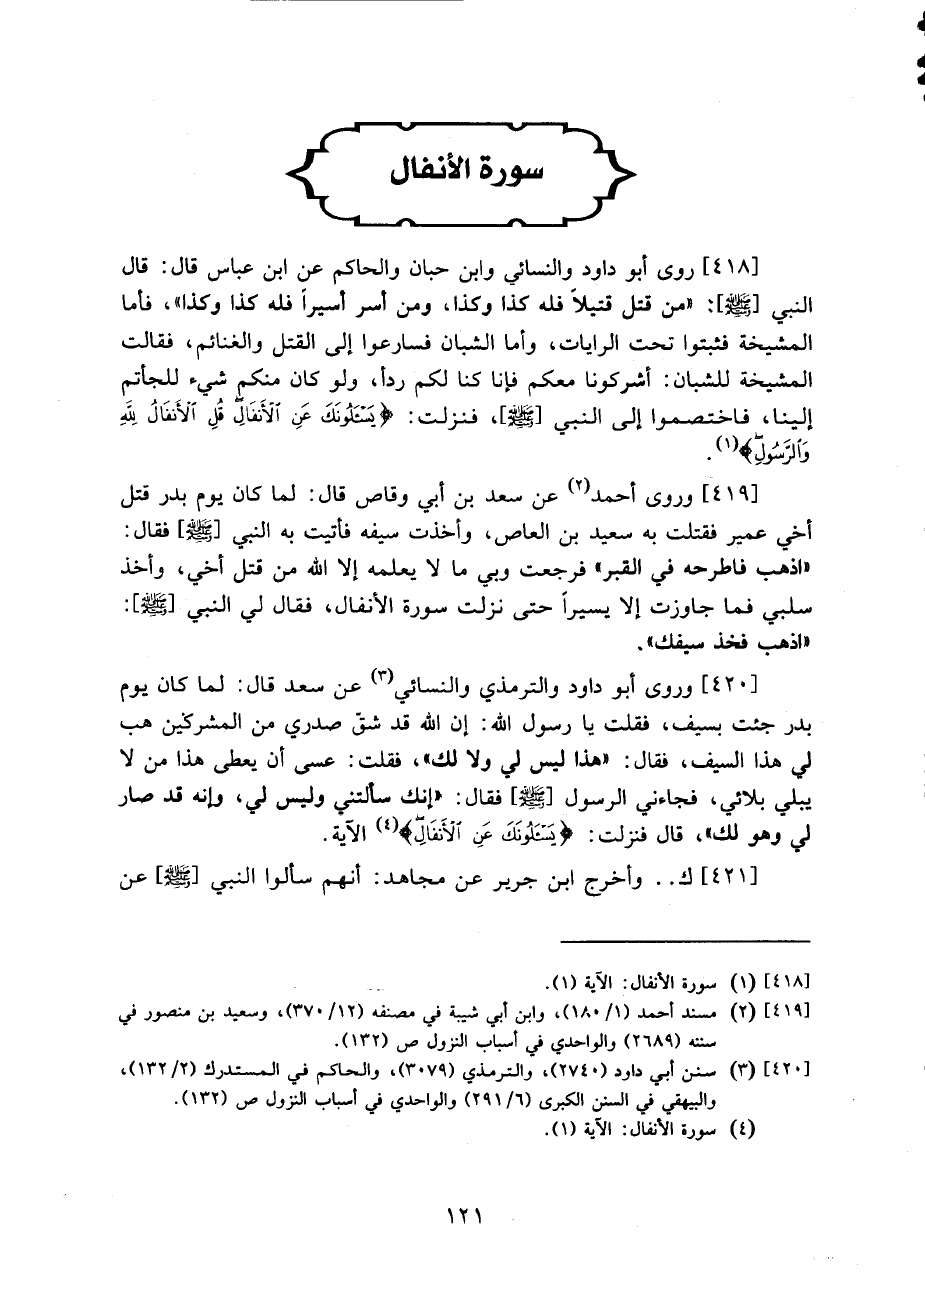 سورة الأنفال
[٤١٨] روى أبو داود والنسائي وابن حبان والحاكم عن ابن عباس قال: قال
النبي [ﷺ]: «من قتل قتيلاً فله كذا وكذا، ومن أسر أسيراً فله كذا وكذا»، فأما
المشيخة فثبتوا تحت الرايات، وأما الشبان فسارعوا إلى القتل والغنائم، فقالت
المشيخة للشبان: أشركونا معكم فإنا كنا لكم ردأ، ولو كان منكم شيء للجأتم
إلينا، فاختصموا إلى النبي [ﷺ]، فنزلت: ﴿يَسْـَٔلُونَكَ عَنِ ٱلْأَنفَالِۖ قُلِ ٱلْأَنفَالُ لِلَّهِ
وَٱلرَّسُولِۖ﴾(١).
[٤١٩] وروى أحمد(٢) عن سعد بن أبي وقاص قال: لما كان يوم بدر قتل
أخي عمير فقتلت به سعيد بن العاص، وأخذت سيفه فأتيت به النبي [ﷺ] فقال:
«اذهب فاطرحه في القبر» فرجعت وبي ما لا يعلمه إلا الله من قتل أخي، وأخذ
سلبي فما جاوزت إلا يسيراً حتى نزلت سورة الأنفال، فقال لي النبي [ﷺ]:
«اذهب فخذ سيفك».
[٤٢٠] وروى أبو داود والترمذي والنسائي(٣) عن سعد قال: لما كان يوم
بدر جئت بسيف، فقلت يا رسول الله: إن الله قد شقّ صدري من المشركين هب
لي هذا السيف، فقال: «هذا ليس لي ولا لك»، فقلت: عسى أن يعطى هذا من لا
يبلي بلائي، فجاءني الرسول [ﷺ] فقال: «إنك سألتني وليس لي، وإنه قد صار
لي وهو لك»، قال فنزلت: ﴿يَسْـَٔلُونَكَ عَنِ ٱلْأَنفَالِۖ﴾(٤) الآية.
[٤٢١] ك.. وأخرج ابن جرير عن مجاهد: أنهم سألوا النبي [ﷺ] عن
[٤١٨] (١) سورة الأنفال: الآية (١).
[٤١٩] (٢) مسند أحمد (١/ ١٨٠)، وابن أبي شيبة في مصنفه (١٢/ ٣٧٠)، وسعيد بن منصور في
سننه (٢٦٨٩) والواحدي في أسباب النزول ص (١٣٢).
[٤٢٠] (٣) سنن أبي داود (٢٧٤٠)، والترمذي (٣٠٧٩)، والحاكم في المستدرك (٢/ ١٣٢)،
والبيهقي في السنن الكبرى (٦/ ٢٩١) والواحدي في أسباب النزول ص (١٣٢).
(٤) سورة الأنفال: الآية (١).
١٢١